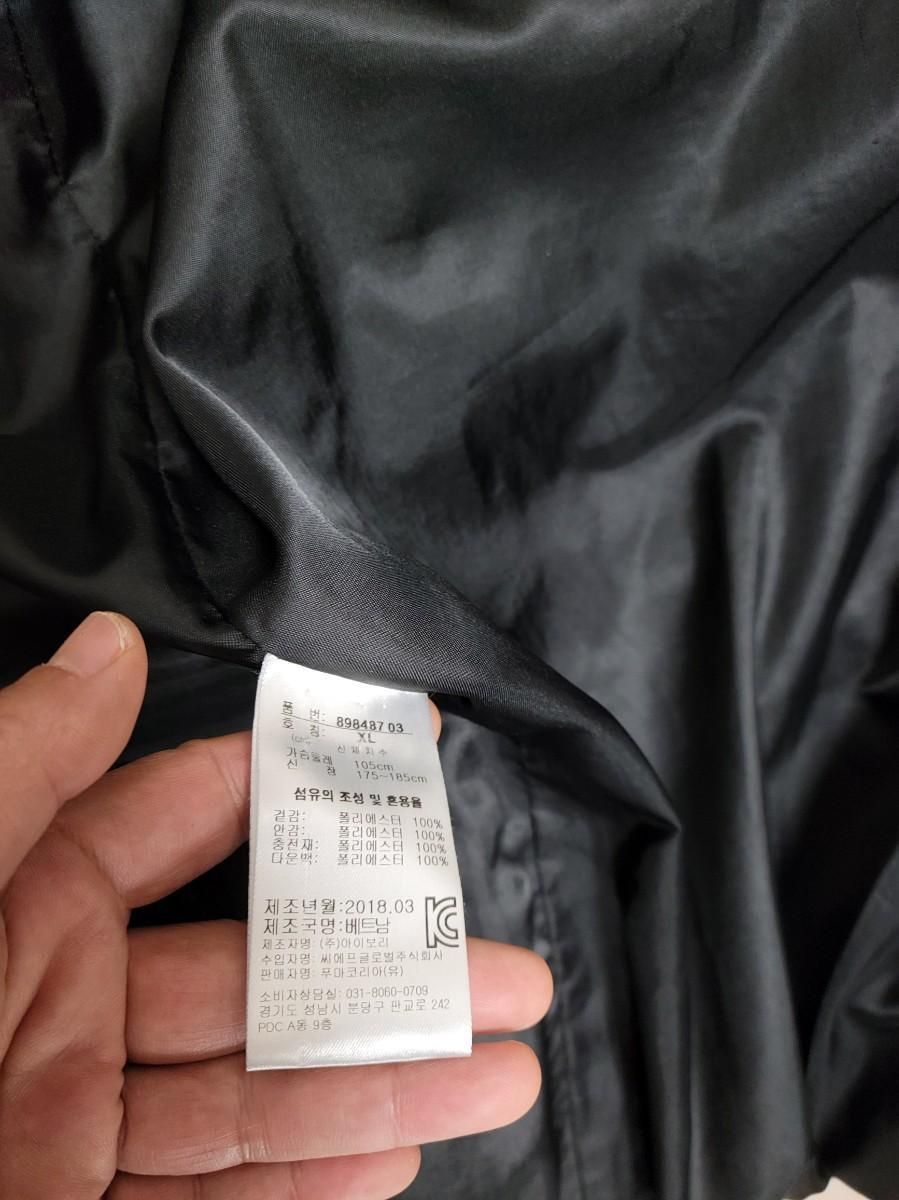 품 번: 898487 03
호 칭: XL
(cm) 신체치수
가슴둘레 105cm
신 장 175~185cm
섬유의 조성 및 혼용율
겉감: 폴리에스터 100%
안감: 폴리에스터 100%
충전재: 폴리에스터 100%
다운백: 폴리에스터 100%
제조년월:2018.03
제조국명:베트남
제조자명: (주)아이보리
수입자명: 씨에프글로벌주식회사
판매자명: 푸마코리아(유)
소비자상담실: 031-8060-0709
경기도 성남시 분당구 판교로 242
PDC A동 9층